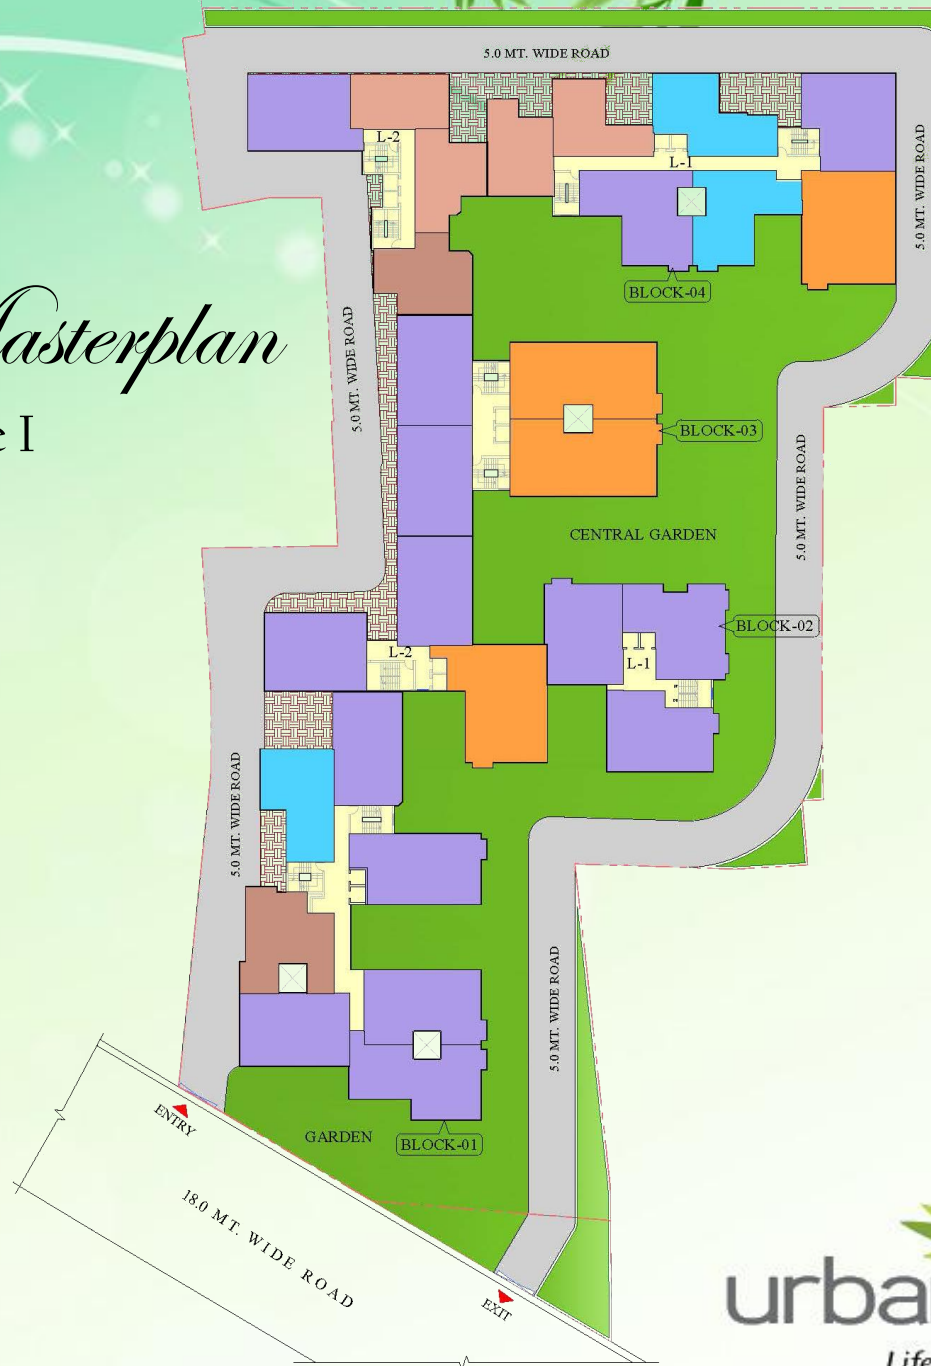 5.0 MT. WIDE ROAD
L-2
L-1
5.0 MT. WIDE ROAD
BLOCK-04
asterplan
I
5.0 MT. WIDE ROAD
BLOCK-03
5.0 MT. WIDE ROAD
CENTRAL GARDEN
BLOCK-02
L-2
L-1
5.0 MT. WIDE ROAD
5.0 MT. WIDE ROAD
ENTRY
GARDEN
BLOCK-01
18.0 MT. WIDE ROAD
EXIT
urba
Life